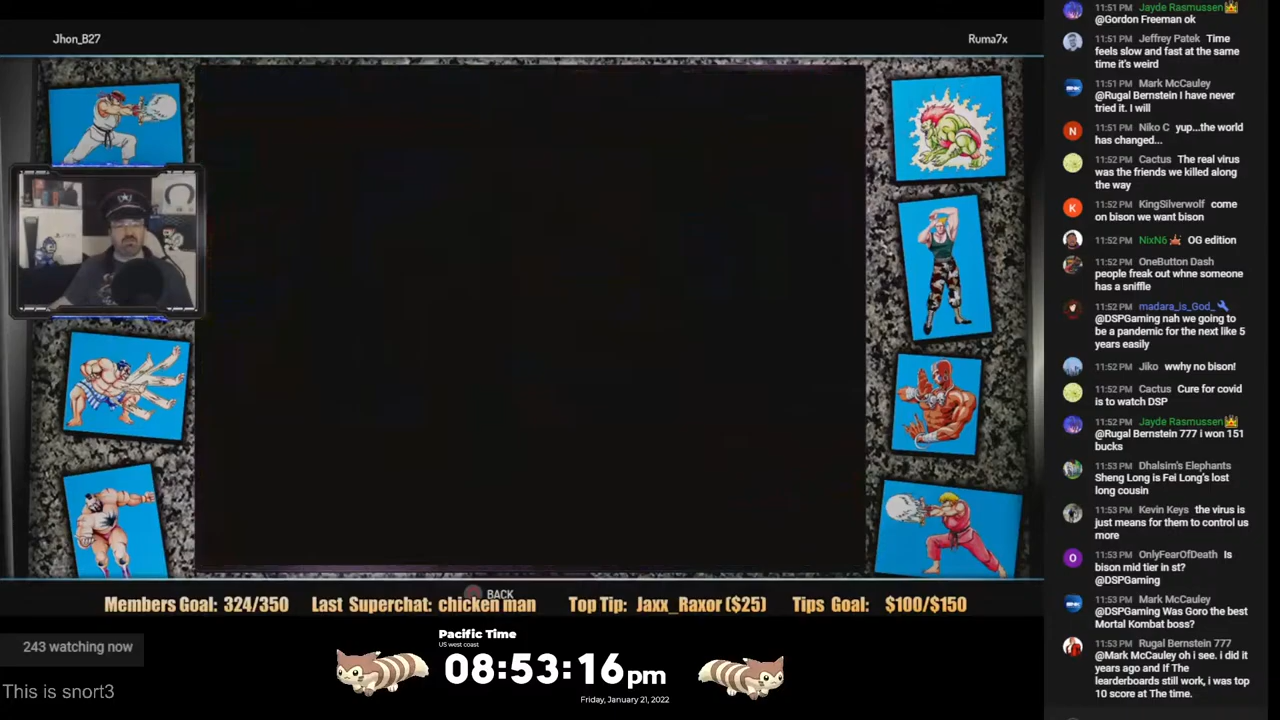 Jhon_B27
Ruma7x
BACK
Members Goal: 324/350 Last Superchat: chicken man Top Tip: Jaxx_Raxor ($25) Tips Goal: $100/$150
243 watching now
This is snort3
Pacific Time
US west coast
08:53:16pm
Friday, January 21, 2022
11:51 PM Jayde Rasmussen
@Gordon Freeman ok
11:51 PM Jeffrey Patek Time
feels slow and fast at the same
time it's weird
11:51 PM Mark McCauley
@Rugal Bernstein I have never
tried it. I will
11:51 PM Niko C yup...the world
has changed...
11:52 PM Cactus The real virus
was the friends we killed along
the way
11:52 PM KingSilverwolf come
on bison we want bison
11:52 PM NixN6 OG edition
11:52 PM OneButton Dash
people freak out whne someone
has a sniffle
11:52 PM madara_is_God_
@DSPGaming nah we going to
be a pandemic for the next like 5
years easily
11:52 PM Jiko wwhy no bison!
11:52 PM Cactus Cure for covid
is to watch DSP
11:52 PM Jayde Rasmussen
@Rugal Bernstein 777 i won 151
bucks
11:53 PM Dhalsim's Elephants
Sheng Long is Fei Long's lost
long cousin
11:53 PM Kevin Keys the virus is
just means for them to control us
more
11:53 PM OnlyFearOfDeath Is
bison mid tier in st?
@DSPGaming
11:53 PM Mark McCauley
@DSPGaming Was Goro the best
Mortal Kombat boss?
11:53 PM Rugal Bernstein 777
@Mark McCauley oh i see. i did it
years ago and If The
learderboards still work, i was top
10 score at The time.